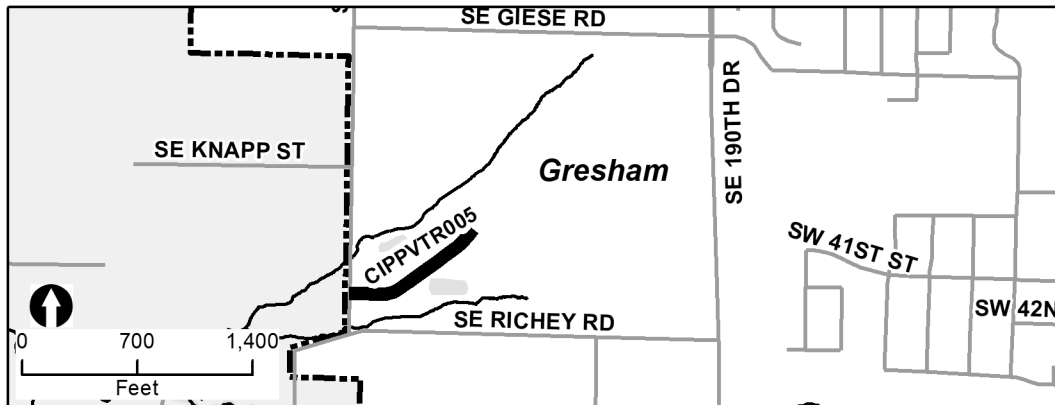 SE GIESE RD
SE KNAPP ST
Gresham
SE 190TH DR
CIPPVTR005
SW 41ST ST
SW 42N
SE RICHEY RD
0 700 1,400
Feet